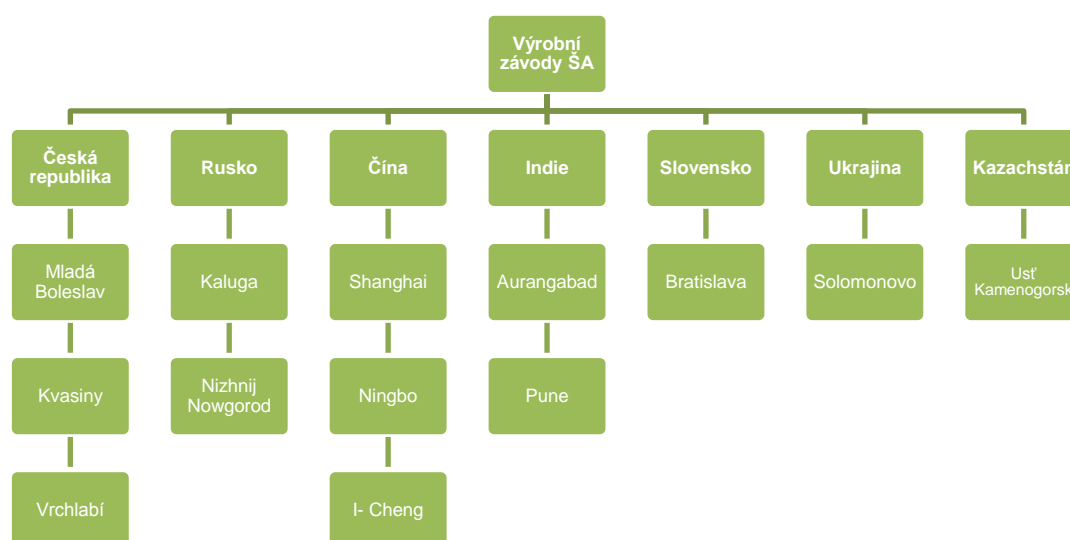 Výrobní
závody ŠA
Česká
republika
Rusko
Čína
Indie
Slovensko
Ukrajina
Kazachstán
Mladá
Boleslav
Kaluga
Shanghai
Aurangabad
Bratislava
Solomonovo
Usť
Kamenogorsk
Kvasiny
Nizhnij
Nowgorod
Ningbo
Pune
Vrchlabí
I- Cheng